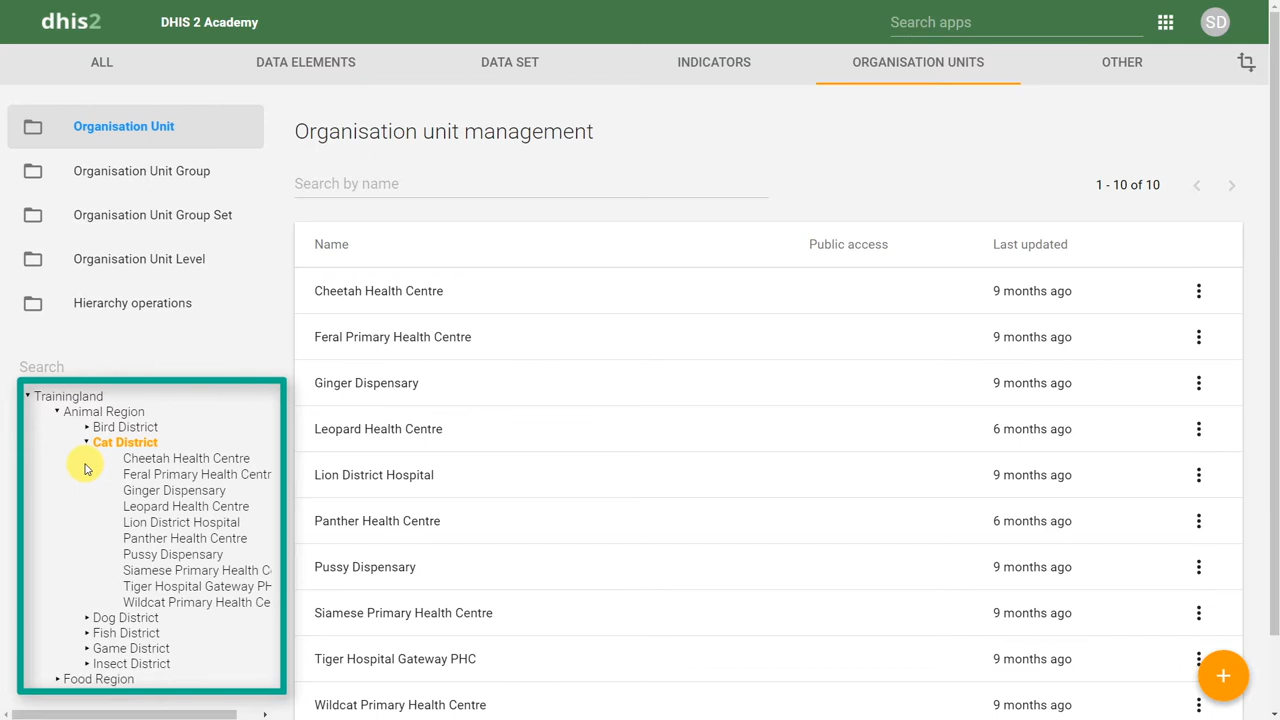 dhis2
DHIS 2 Academy
Search apps
SD
ALL
DATA ELEMENTS
DATA SET
INDICATORS
ORGANISATION UNITS
OTHER
Organisation Unit
Organisation Unit Group
Organisation Unit Group Set
Organisation Unit Level
Hierarchy operations
Search
Trainingland
Animal Region
Bird District
Cat District
Cheetah Health Centre
Feral Primary Health Centr
Ginger Dispensary
Leopard Health Centre
Lion District Hospital
Panther Health Centre
Pussy Dispensary
Siamese Primary Health C
Tiger Hospital Gateway PH
Wildcat Primary Health Ce
Dog District
Fish District
Game District
Insect District
Food Region
Organisation unit management
Search by name
1 - 10 of 10
Name Public access Last updated
Cheetah Health Centre 9 months ago
Feral Primary Health Centre 9 months ago
Ginger Dispensary 9 months ago
Leopard Health Centre 6 months ago
Lion District Hospital 9 months ago
Panther Health Centre 6 months ago
Pussy Dispensary 9 months ago
Siamese Primary Health Centre 9 months ago
Tiger Hospital Gateway PHC 9 months ago
Wildcat Primary Health Centre 9 months ago